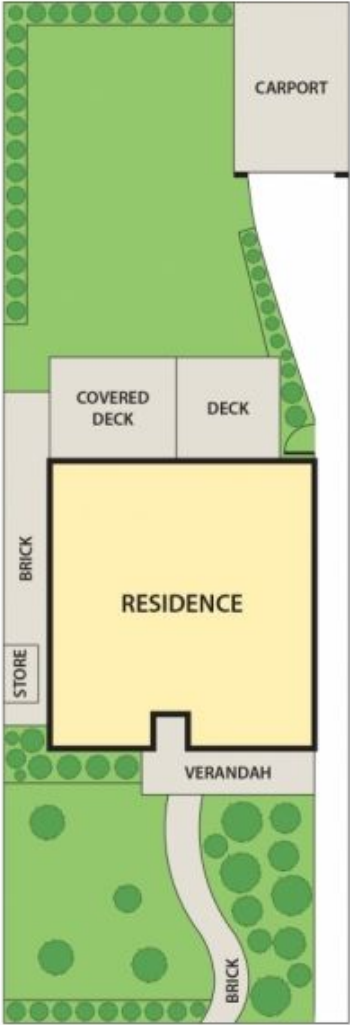 CARPORT
COVERED
DECK
DECK
BRICK
RESIDENCE
STORE
VERANDAH
BRICK